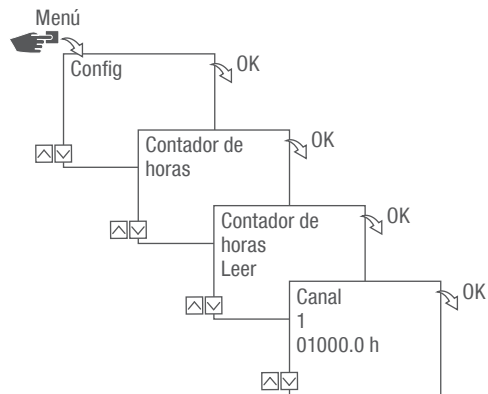 Menú
Config
OK
Contador de
horas
OK
Contador de
horas
Leer
OK
Canal
1
01000.0 h
OK